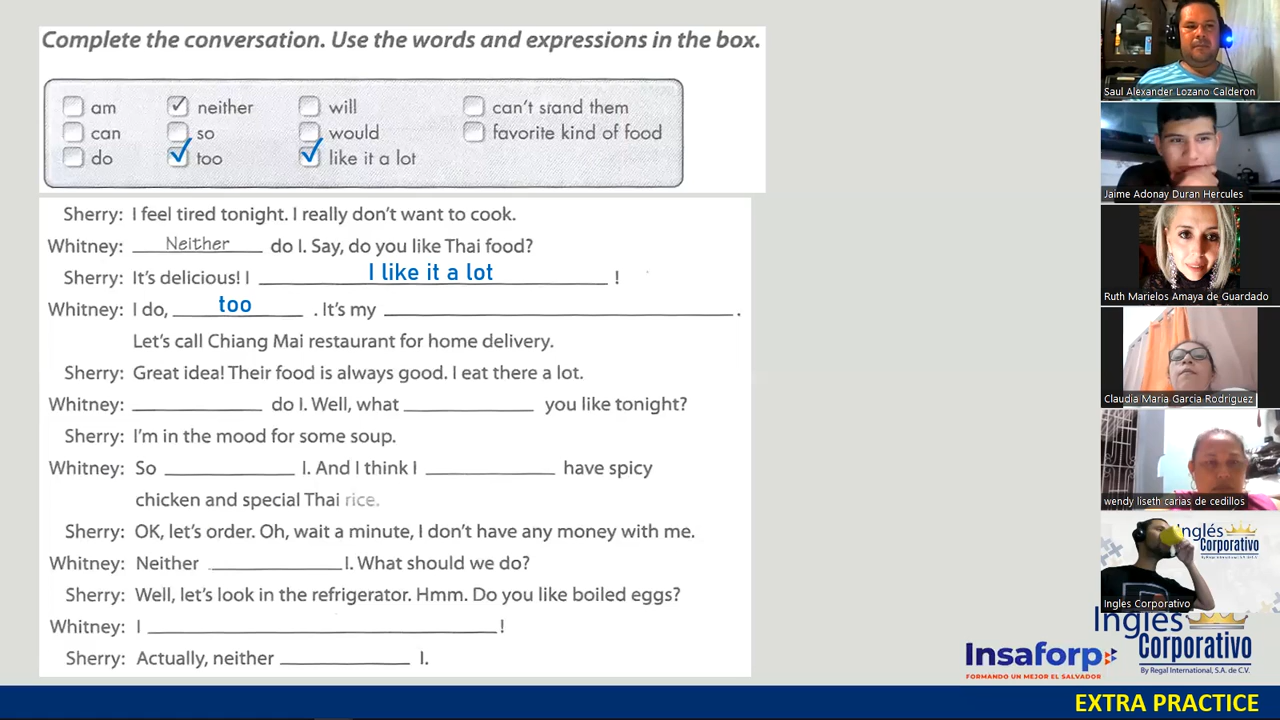 Complete the conversation. Use the words and expressions in the box.
am ✓ neither will can't stand them
can so would favorite kind of food
do ✓ too ✓ like it a lot
Sherry: I feel tired tonight. I really don't want to cook.
Whitney: Neither do I. Say, do you like Thai food?
Sherry: It's delicious! I I like it a lot !
Whitney: I do, too . It's my ____________ .
Let's call Chiang Mai restaurant for home delivery.
Sherry: Great idea! Their food is always good. I eat there a lot.
Whitney: ____________ do I. Well, what ____________ you like tonight?
Sherry: I'm in the mood for some soup.
Whitney: So ____________ I. And I think I ____________ have spicy
chicken and special Thai rice.
Sherry: OK, let's order. Oh, wait a minute, I don't have any money with me.
Whitney: Neither ____________ I. What should we do?
Sherry: Well, let's look in the refrigerator. Hmm. Do you like boiled eggs?
Whitney: I ____________ !
Sherry: Actually, neither ____________ I.
Saul Alexander Lozano Calderon
Jaime Adonay Duran Hercules
Ruth Marielos Amaya de Guardado
Claudia Maria Garcia Rodriguez
wendy liseth carias de cedillos
Inglés
Corporativo
Ingles Corporativo
Insaforp
FORMANDO UN MEJOR EL SALVADOR
Inglés
Corporativo
By Regal International, S.A. de C.V.
EXTRA PRACTICE